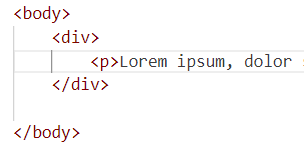 <body>
<div>
<p>Lorem ipsum, dolor
</div>
</body>